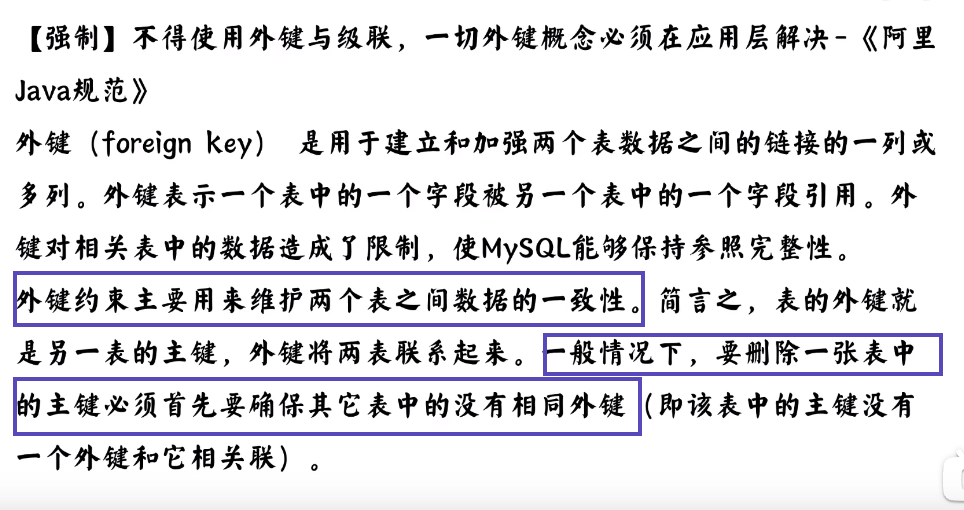 【强制】不得使用外键与级联，一切外键概念必须在应用层解决-《阿里
Java规范》
外键（foreign key） 是用于建立和加强两个表数据之间的链接的一列或
多列。外键表示一个表中的一个字段被另一个表中的一个字段引用。外
键对相关表中的数据造成了限制，使MySQL能够保持参照完整性。
外键约束主要用来维护两个表之间数据的一致性。简言之，表的外键就
是另一表的主键，外键将两表联系起来。一般情况下，要删除一张表中
的主键必须首先要确保其它表中的没有相同外键（即该表中的主键没有
一个外键和它相关联）。